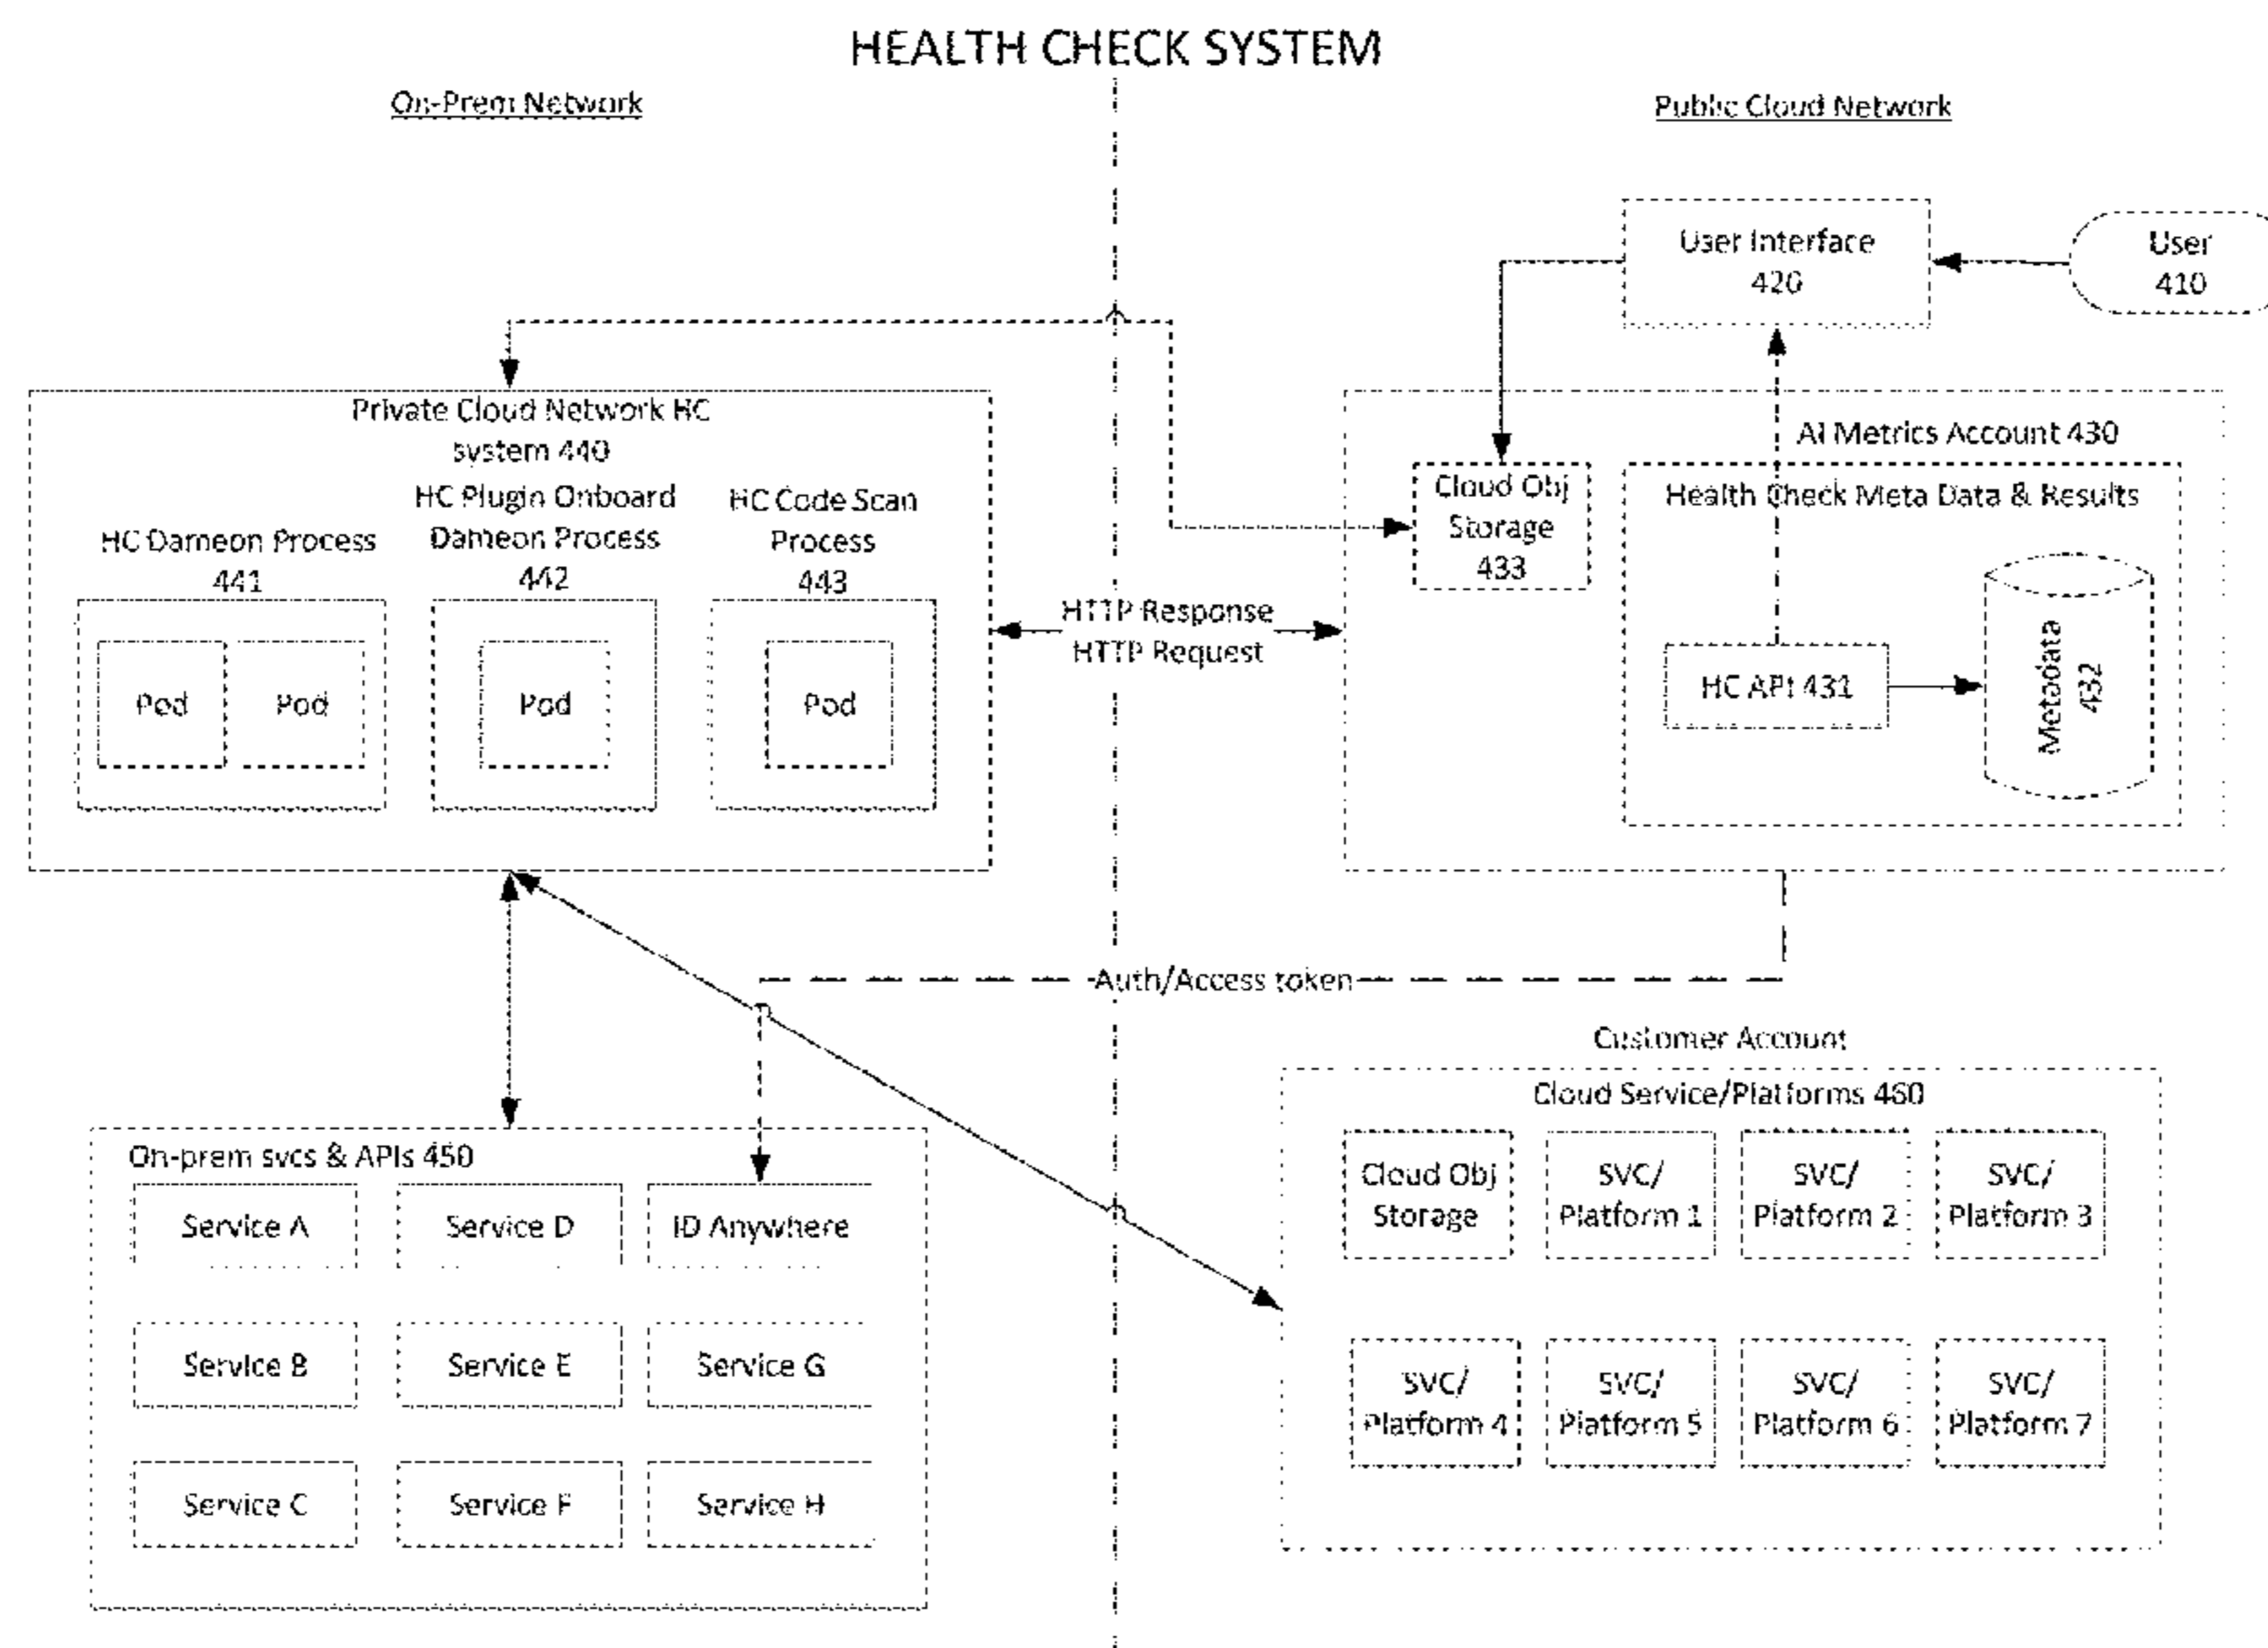 HEALTH CHECK SYSTEM
On-Prem Network
Public Cloud Network
User Interface
420
User
410
Private Cloud Network HC
system 440
HC Dameon Process
441
HC Plugin Onboard
Dameon Process
442
HC Code Scan
Process
443
Pod
Pod
Pod
Pod
HTTP Response
HTTP Request
AI Metrics Account 430
Cloud Obj
Storage
433
Health Check Meta Data & Results
HC API 431
Metodata
432
Auth/Access token
On-prem svcs & APIs 450
Service A
Service D
ID Anywhere
Service B
Service E
Service G
Service C
Service F
Service H
Customer Account
Cloud Service/Platforms 460
Cloud Obj
Storage
SVC/
Platform 1
SVC/
Platform 2
SVC/
Platform 3
SVC/
Platform 4
SVC/
Platform 5
SVC/
Platform 6
SVC/
Platform 7